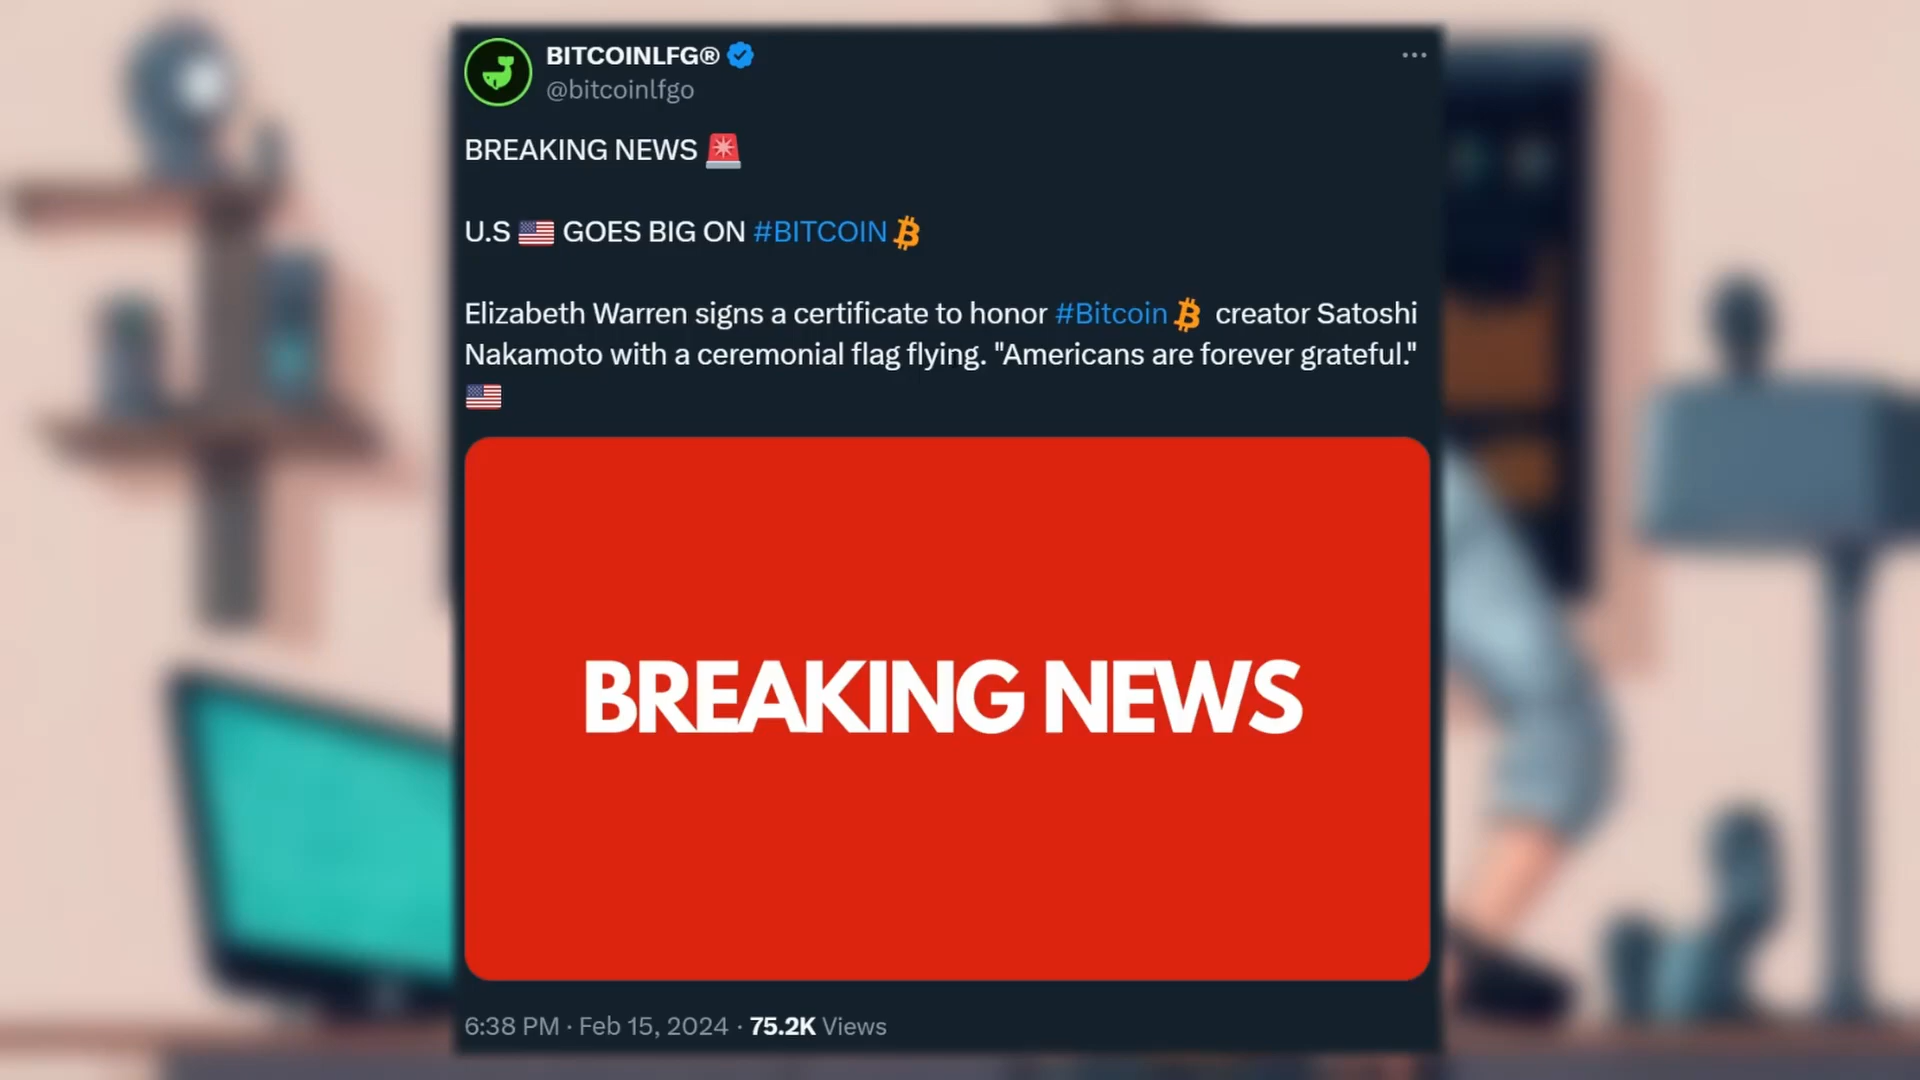 BITCOINLFG®
@bitcoinlfgo
BREAKING NEWS 🚨
U.S 🇺🇸 GOES BIG ON #BITCOIN
Elizabeth Warren signs a certificate to honor #Bitcoin creator Satoshi
Nakamoto with a ceremonial flag flying. "Americans are forever grateful."
🇺🇸
BREAKING NEWS
6:38 PM · Feb 15, 2024 · 75.2K Views